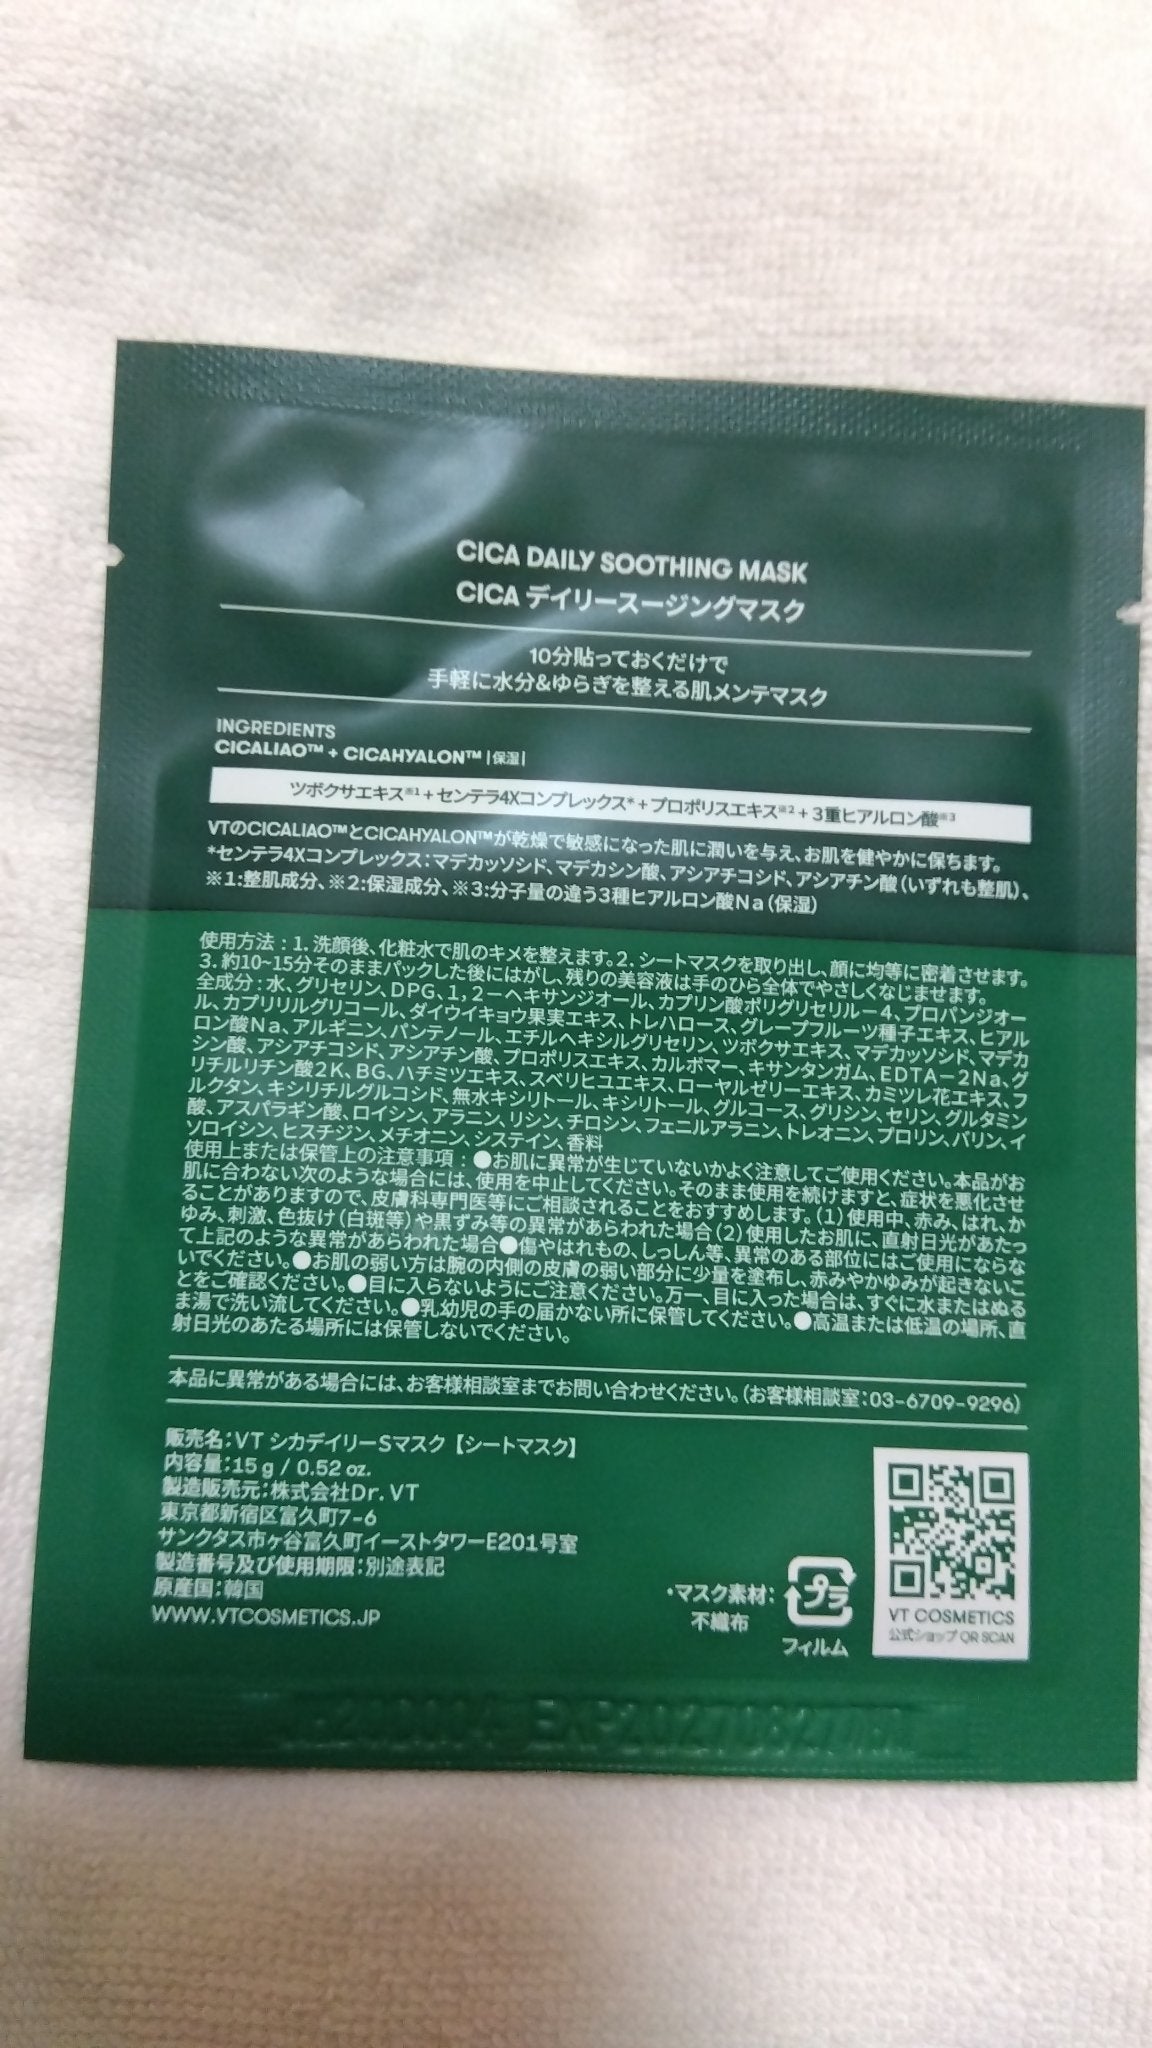 CICA DAILY SOOTHING MASK
CICA デイリースージングマスク
10分貼っておくだけで
手軽に水分&ゆらぎを整える肌メンテマスク
INGREDIENTS
CICALIAO™ + CICAHYALON™ |保湿|
ツボクサエキス※1 + センテラ4Xコンプレックス* + プロポリスエキス※2 + 3重ヒアルロン酸※3
VTのCICALIAO™とCICAHYALON™が乾燥で敏感になった肌に潤いを与え、お肌を健やかに保ちます。
*センテラ4Xコンプレックス：マデカッソシド、マデカシン酸、アシアチコシド、アシアチン酸（いずれも整肌）、
※1:整肌成分、※2:保湿成分、※3:分子量の違う3種ヒアルロン酸Na（保湿）
使用方法：1. 洗顔後、化粧水で肌のキメを整えます。2. シートマスクを取り出し、顔に均等に密着させます。
3. 約10~15分そのままパックした後にはがし、残りの美容液は手のひら全体でやさしくなじませます。
全成分：水、グリセリン、DPG、1，2－ヘキサンジオール、カプリン酸ポリグリセリル－4、プロパンジオー
ル、カプリリルグリコール、ダイウイキョウ果実エキス、トレハロース、グレープフルーツ種子エキス、ヒアル
ロン酸Na、アルギニン、パンテノール、エチルヘキシルグリセリン、ツボクサエキス、マデカッソシド、マデカ
シン酸、アシアチコシド、アシアチン酸、プロポリスエキス、カルボマー、キサンタンガム、EDTA－2Na、グ
リチルリチン酸2K、BG、ハチミツエキス、スベリヒユエキス、ローヤルゼリーエキス、カミツレ花エキス、フ
ルクタン、キシリチルグルコシド、無水キシリトール、キシリトール、グルコース、グリシン、セリン、グルタミン
酸、アスパラギン酸、ロイシン、アラニン、リシン、チロシン、フェニルアラニン、トレオニン、プロリン、バリン、イ
ソロイシン、ヒスチジン、メチオニン、システイン、香料
使用上または保管上の注意事項：●お肌に異常が生じていないかよく注意してご使用ください。本品がお
肌に合わない次のような場合には、使用を中止してください。そのまま使用を続けますと、症状を悪化させ
ることがありますので、皮膚科専門医等にご相談されることをおすすめします。（1）使用中、赤み、はれ、か
ゆみ、刺激、色抜け（白斑等）や黒ずみ等の異常があらわれた場合（2）使用したお肌に、直射日光があたっ
て上記のような異常があらわれた場合●傷やはれもの、しっしん等、異常のある部位にはご使用にならな
いでください。●お肌の弱い方は腕の内側の皮膚の弱い部分に少量を塗布し、赤みやかゆみが起きないこ
とをご確認ください。●目に入らないようにご注意ください。万一、目に入った場合は、すぐに水またはぬる
ま湯で洗い流してください。●乳幼児の手の届かない所に保管してください。●高温または低温の場所、直
射日光のあたる場所には保管しないでください。
本品に異常がある場合には、お客様相談室までお問い合わせください。（お客様相談室：03-6709-9296）
販売名：VT シカデイリーSマスク【シートマスク】
内容量：15 g / 0.52 oz.
製造販売元：株式会社Dr. VT
東京都新宿区富久町7-6
サンクタス市ヶ谷富久町イーストタワーE201号室
製造番号及び使用期限：別途表記
原産国：韓国
WWW.VTCOSMETICS.JP
・マスク素材：
不織布
プラ
フィルム
VT COSMETICS
公式ショップ QR SCAN
EXP20270827